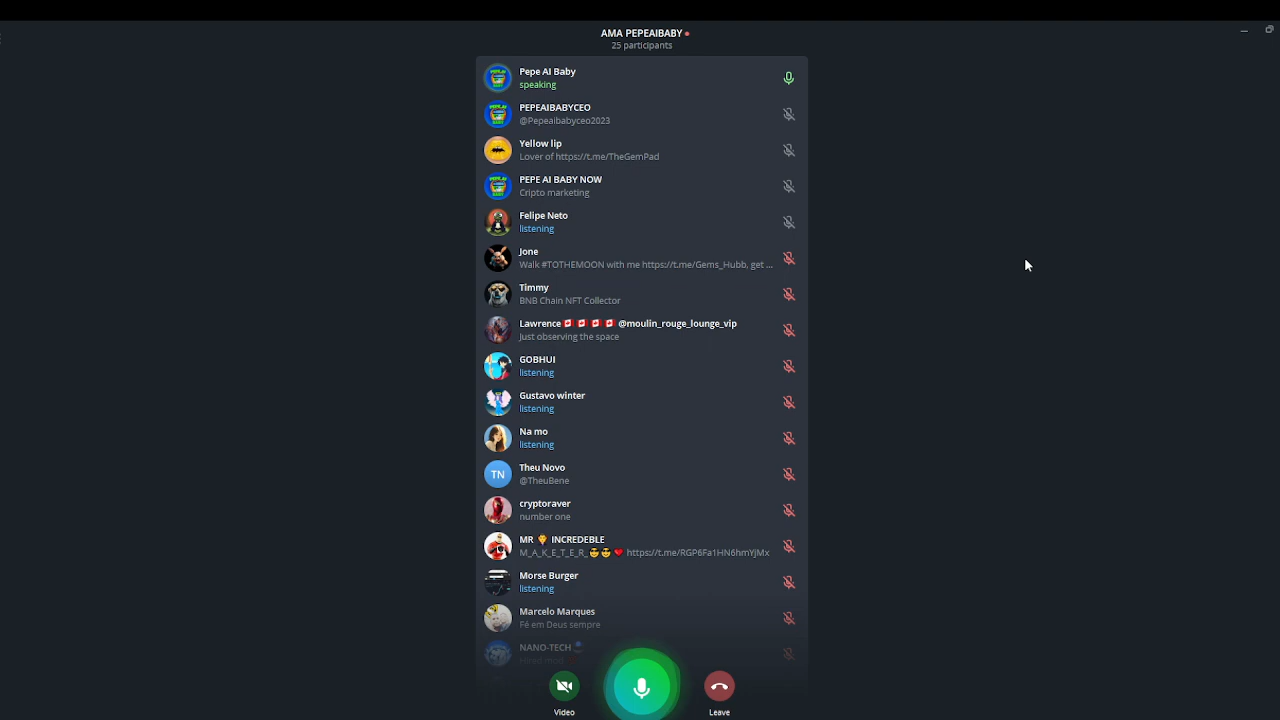 AMA PEPEAIBABY
25 participants
Pepe AI Baby
speaking
PEPEAIBABYCEO
@Pepeaibabyceo2023
Yellow lip
Lover of https://t.me/TheGemPad
PEPE AI BABY NOW
Cripto marketing
Felipe Neto
listening
Jone
Walk #TOTHEMOON with me https://t.me/Gems_Hubb, get ...
Timmy
BNB Chain NFT Collector
Lawrence 🇨🇦 🇨🇦 🇨🇦 🇨🇦 @moulin_rouge_lounge_vip
Just observing the space
GOBHUI
listening
Gustavo winter
listening
Na mo
listening
TN
Theu Novo
@TheuBene
cryptoraver
number one
MR INCREDEBLE
M_A_K_E_T_E_R_😎😎 ❤ https://t.me/RGP6Fa1HN6hmYjMx
Morse Burger
listening
Marcelo Marques
Fé em Deus sempre
NANO-TECH
Hired mod
Video
Leave